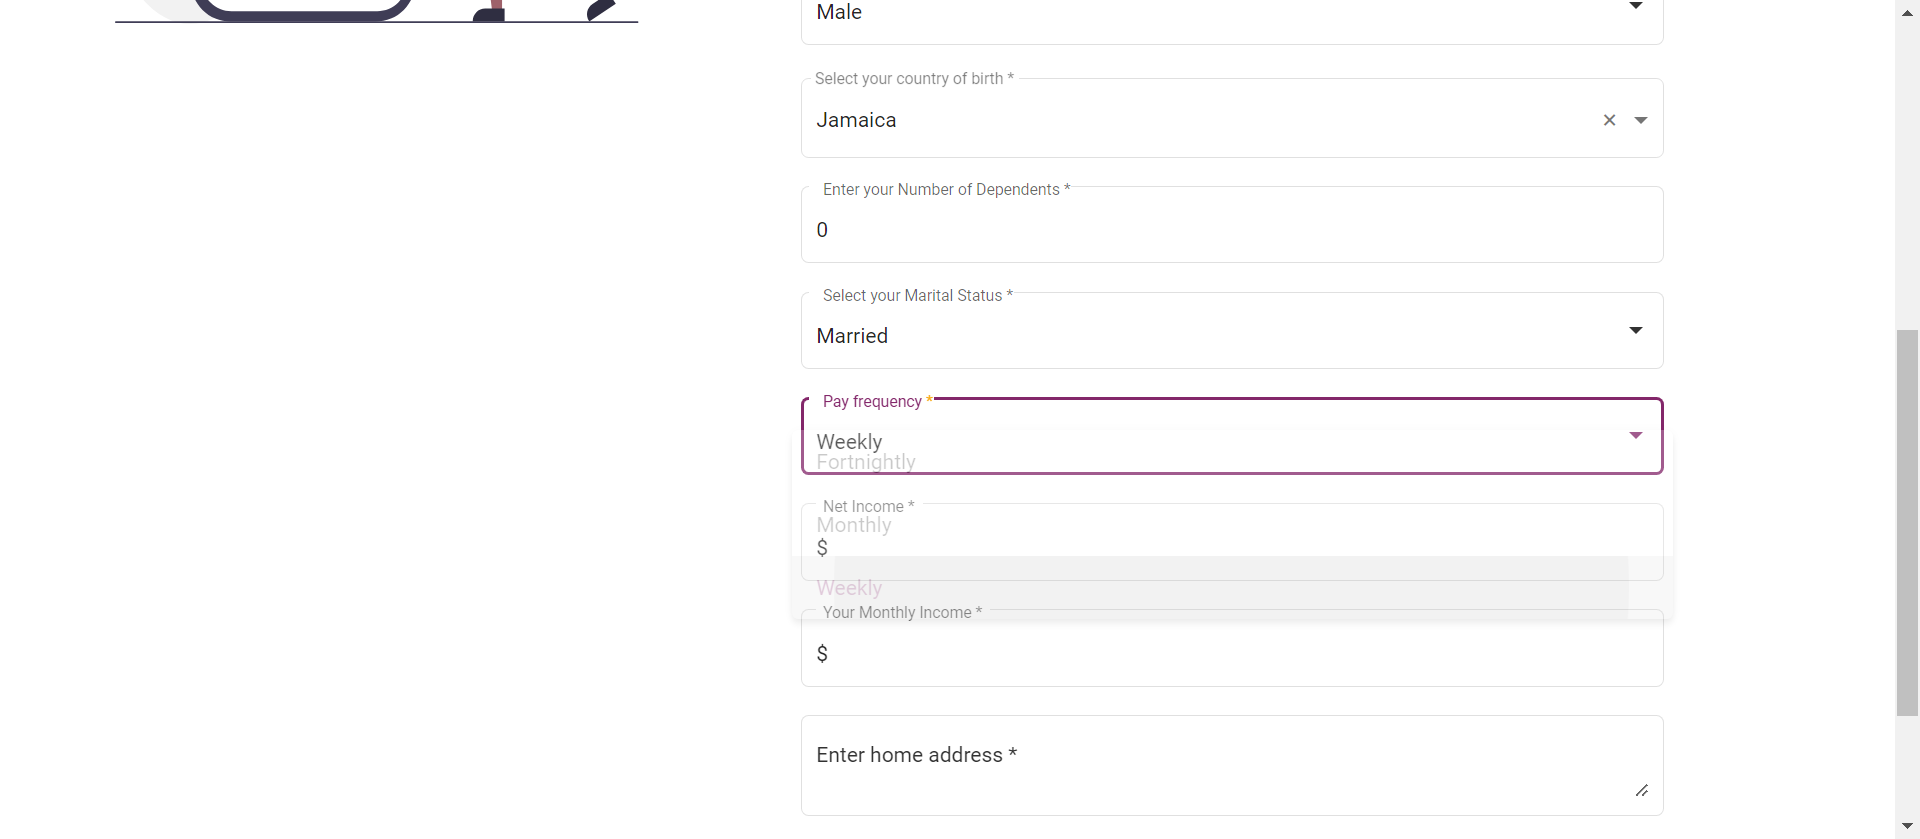 Male
Select your country of birth *
Jamaica
Enter your Number of Dependents *
0
Select your Marital Status *
Married
Pay frequency *
Weekly
Fortnightly
Net Income *
Monthly
$
Weekly
Your Monthly Income *
$
Enter home address *